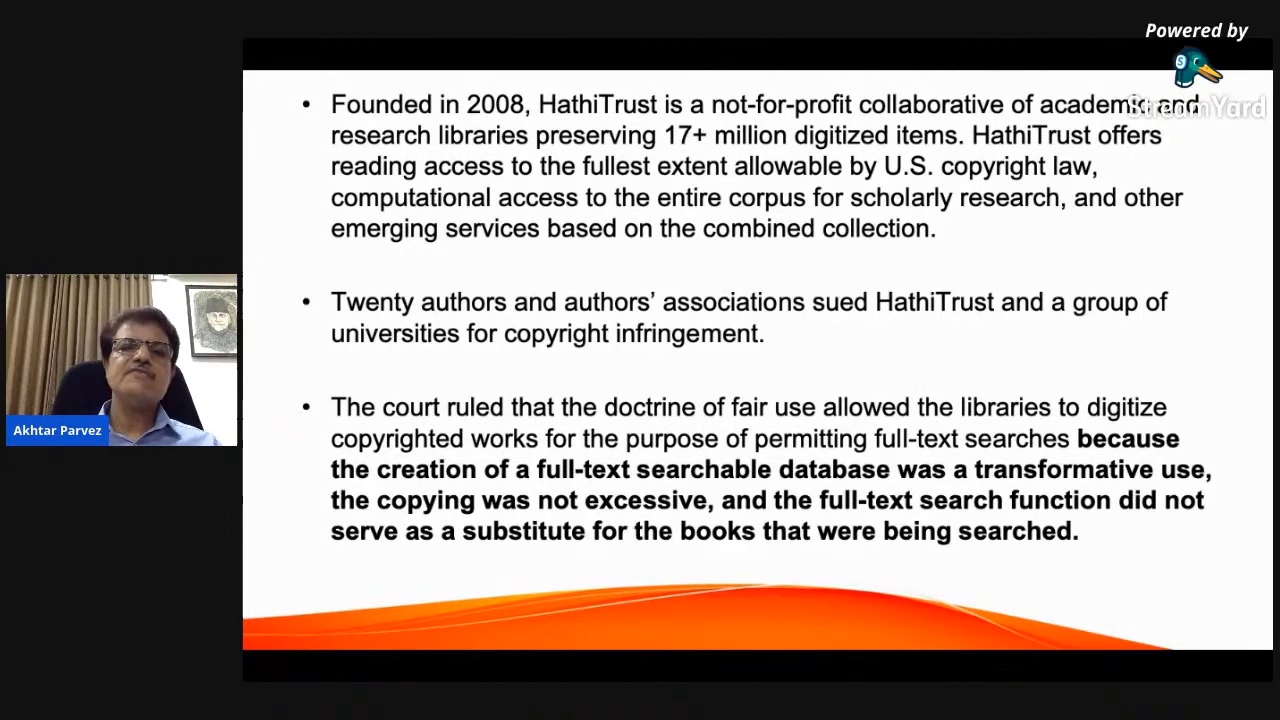 Powered by
StreamYard
• Founded in 2008, HathiTrust is a not-for-profit collaborative of academic and
research libraries preserving 17+ million digitized items. HathiTrust offers
reading access to the fullest extent allowable by U.S. copyright law,
computational access to the entire corpus for scholarly research, and other
emerging services based on the combined collection.
• Twenty authors and authors’ associations sued HathiTrust and a group of
universities for copyright infringement.
• The court ruled that the doctrine of fair use allowed the libraries to digitize
copyrighted works for the purpose of permitting full-text searches because
the creation of a full-text searchable database was a transformative use,
the copying was not excessive, and the full-text search function did not
serve as a substitute for the books that were being searched.
Akhtar Parvez